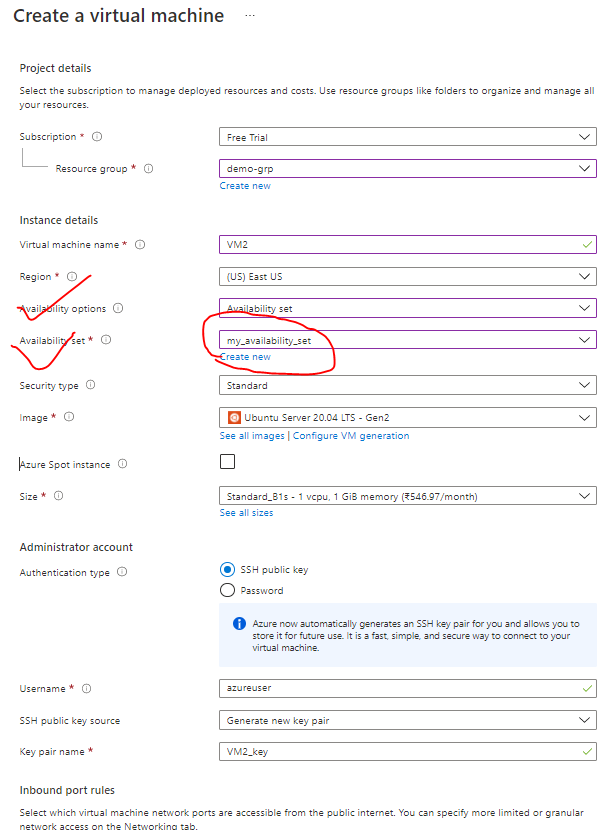 Create a virtual machine ...
Project details
Select the subscription to manage deployed resources and costs. Use resource groups like folders to organize and manage all
your resources.
Subscription *
Free Trial
Resource group *
demo-grp
Create new
Instance details
Virtual machine name *
VM2
Region *
(US) East US
Availability options
Availability set
Availability set *
my_availability_set
Create new
Security type
Standard
Image *
Ubuntu Server 20.04 LTS - Gen2
See all images | Configure VM generation
Azure Spot instance
Size *
Standard_B1s - 1 vcpu, 1 GiB memory (₹546.97/month)
See all sizes
Administrator account
Authentication type
SSH public key
Password
Azure now automatically generates an SSH key pair for you and allows you to
store it for future use. It is a fast, simple, and secure way to connect to your
virtual machine.
Username *
azureuser
SSH public key source
Generate new key pair
Key pair name *
VM2_key
Inbound port rules
Select which virtual machine network ports are accessible from the public internet. You can specify more limited or granular
network access on the Networking tab.